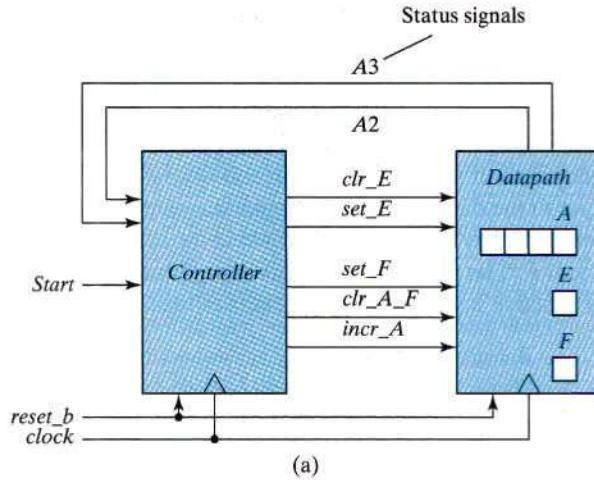 Status signals
A3
A2
clr_E
set_E
Datapath
A
Controller
Start
set_F
clr_A_F
incr_A
E
F
reset_b
clock
(a)